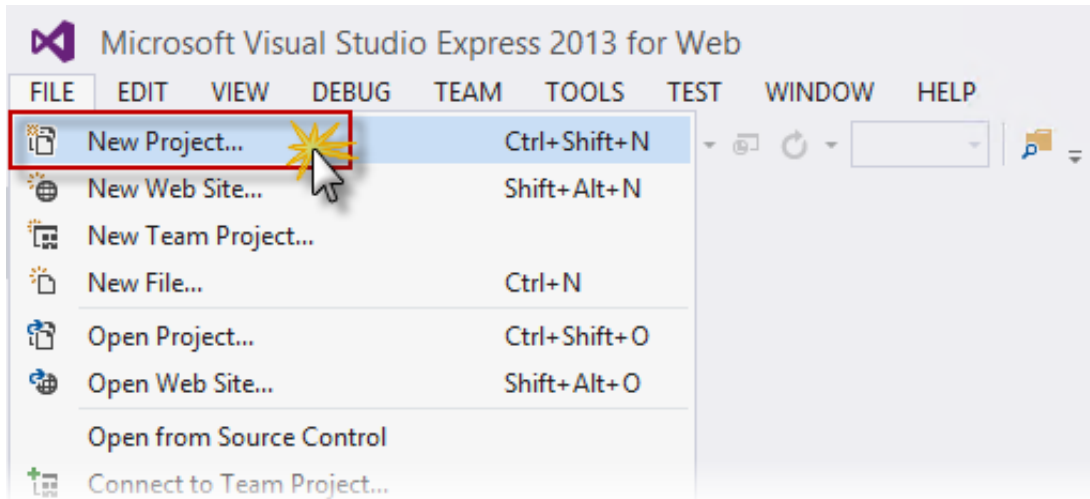 Microsoft Visual Studio Express 2013 for Web
FILE EDIT VIEW DEBUG TEAM TOOLS TEST WINDOW HELP
New Project... Ctrl+Shift+N
New Web Site... Shift+Alt+N
New Team Project...
New File... Ctrl+N
Open Project... Ctrl+Shift+O
Open Web Site... Shift+Alt+O
Open from Source Control
Connect to Team Project...